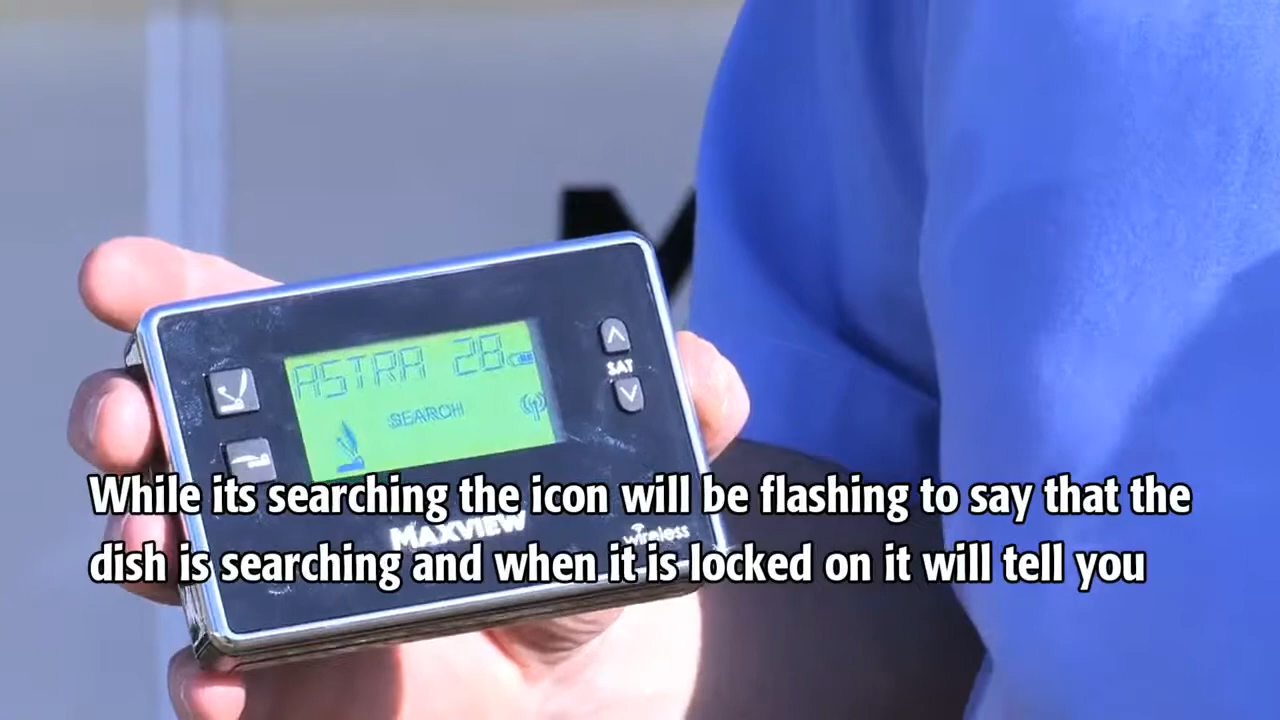 M
ASTRA 28
SAT
SEARCH
While its searching the icon will be flashing to say that the
MAXVIEW
wireless
dish is searching and when it is locked on it will tell you